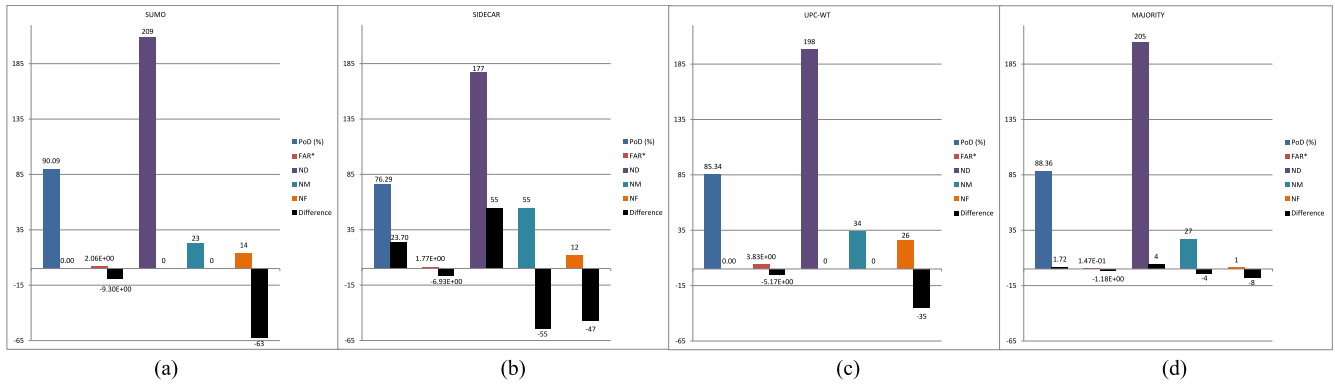 SUMO
209
185
135
90.09
85
35
0.00
2.06E+00
0
23
0
14
-9.30E+00
-15
-63
-65
PoD (%)
FAR*
ND
NM
NF
Difference
(a)
SIDECAR
185
177
135
85
76.29
55
55
35
23.70
1.77E+00
12
-6.93E+00
-15
-55
-47
-65
PoD (%)
FAR*
ND
NM
NF
Difference
(b)
UPC-WT
198
185
135
85.34
85
35
34
26
0.00
3.83E+00
0
0
-5.17E+00
-15
-35
-65
PoD (%)
FAR*
ND
NM
NF
Difference
(c)
MAJORITY
205
185
135
88.36
85
35
27
1.72
1.47E-01
4
1
-1.18E+00
-4
-8
-15
-65
PoD (%)
FAR*
ND
NM
NF
Difference
(d)